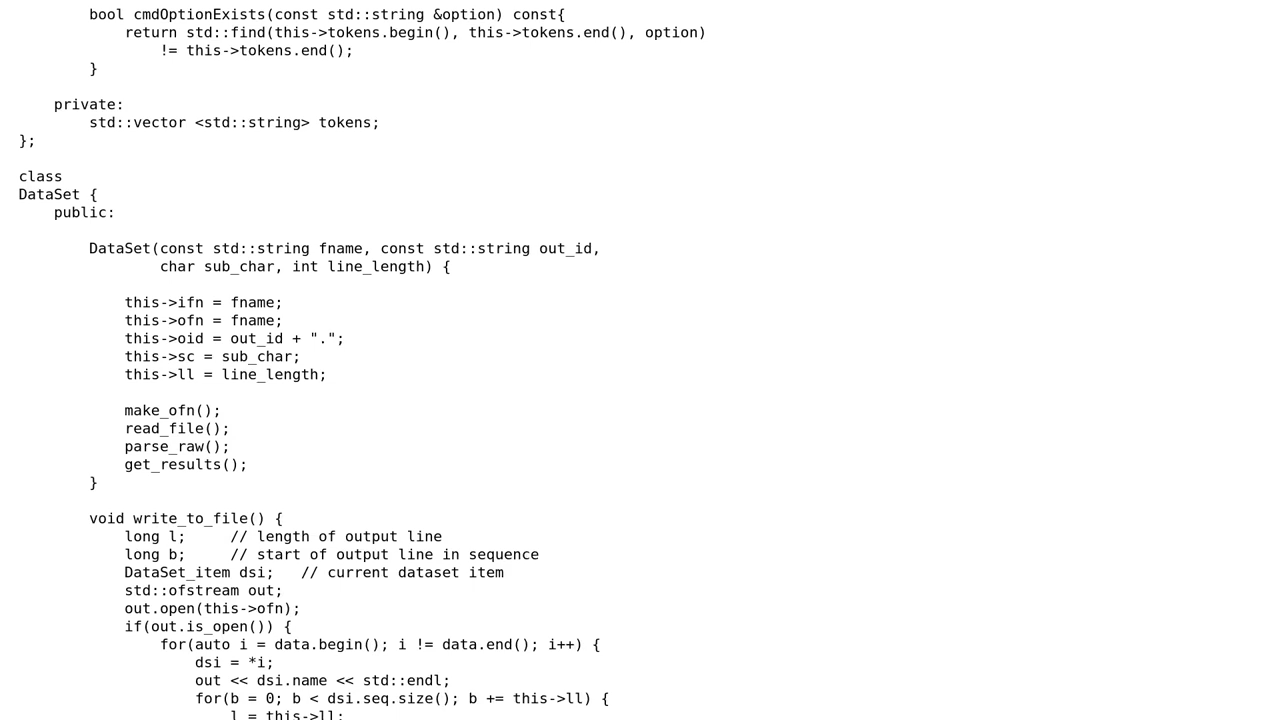 bool cmdOptionExists(const std::string &option) const{
            return std::find(this->tokens.begin(), this->tokens.end(), option)
                != this->tokens.end();
        }

    private:
        std::vector <std::string> tokens;
};

class
DataSet {
    public:

        DataSet(const std::string fname, const std::string out_id,
                char sub_char, int line_length) {

            this->ifn = fname;
            this->ofn = fname;
            this->oid = out_id + ".";
            this->sc = sub_char;
            this->ll = line_length;

            make_ofn();
            read_file();
            parse_raw();
            get_results();
        }

        void write_to_file() {
            long l;     // length of output line
            long b;     // start of output line in sequence
            DataSet_item dsi;   // current dataset item
            std::ofstream out;
            out.open(this->ofn);
            if(out.is_open()) {
                for(auto i = data.begin(); i != data.end(); i++) {
                    dsi = *i;
                    out << dsi.name << std::endl;
                    for(b = 0; b < dsi.seq.size(); b += this->ll) {
                        l = this->ll;